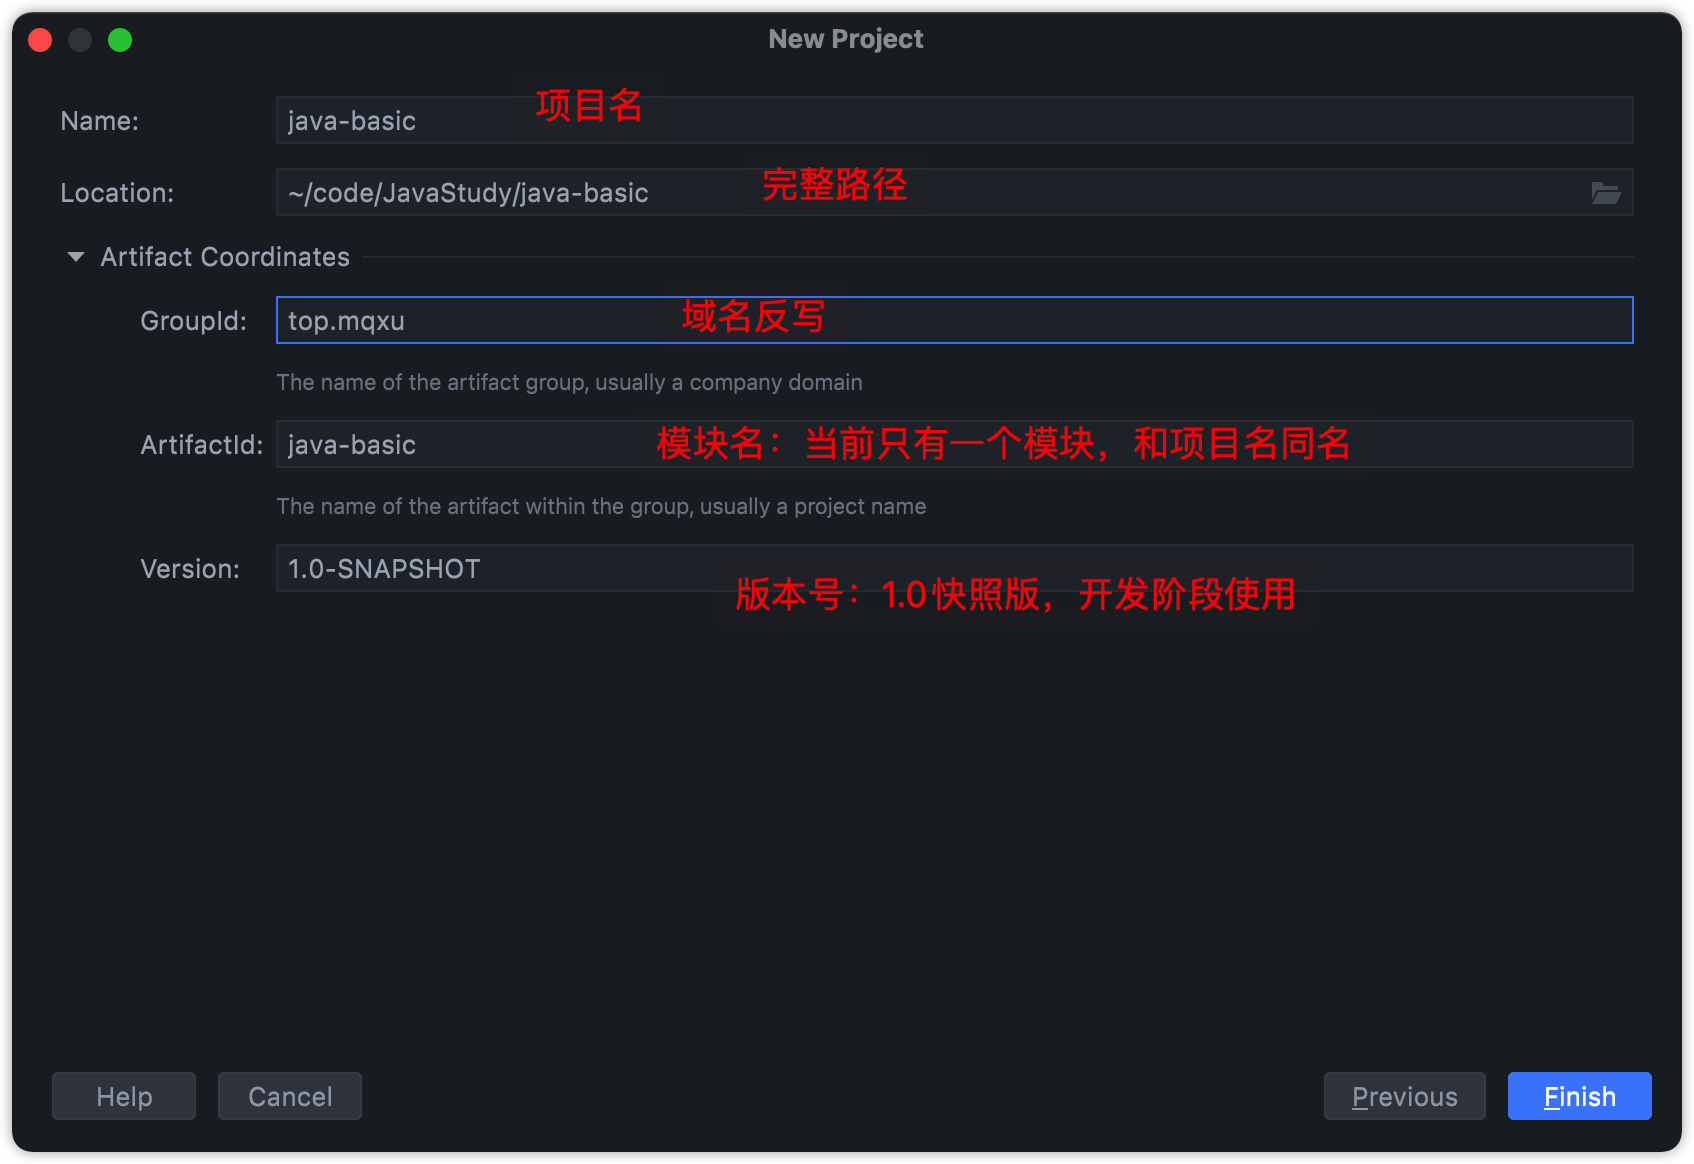 New Project
Name: java-basic 项目名
Location: ~/code/JavaStudy/java-basic 完整路径
Artifact Coordinates
GroupId: top.mqxu 域名反写
The name of the artifact group, usually a company domain
ArtifactId: java-basic 模块名：当前只有一个模块，和项目名同名
The name of the artifact within the group, usually a project name
Version: 1.0-SNAPSHOT
版本号：1.0快照版，开发阶段使用
Help Cancel Previous Finish